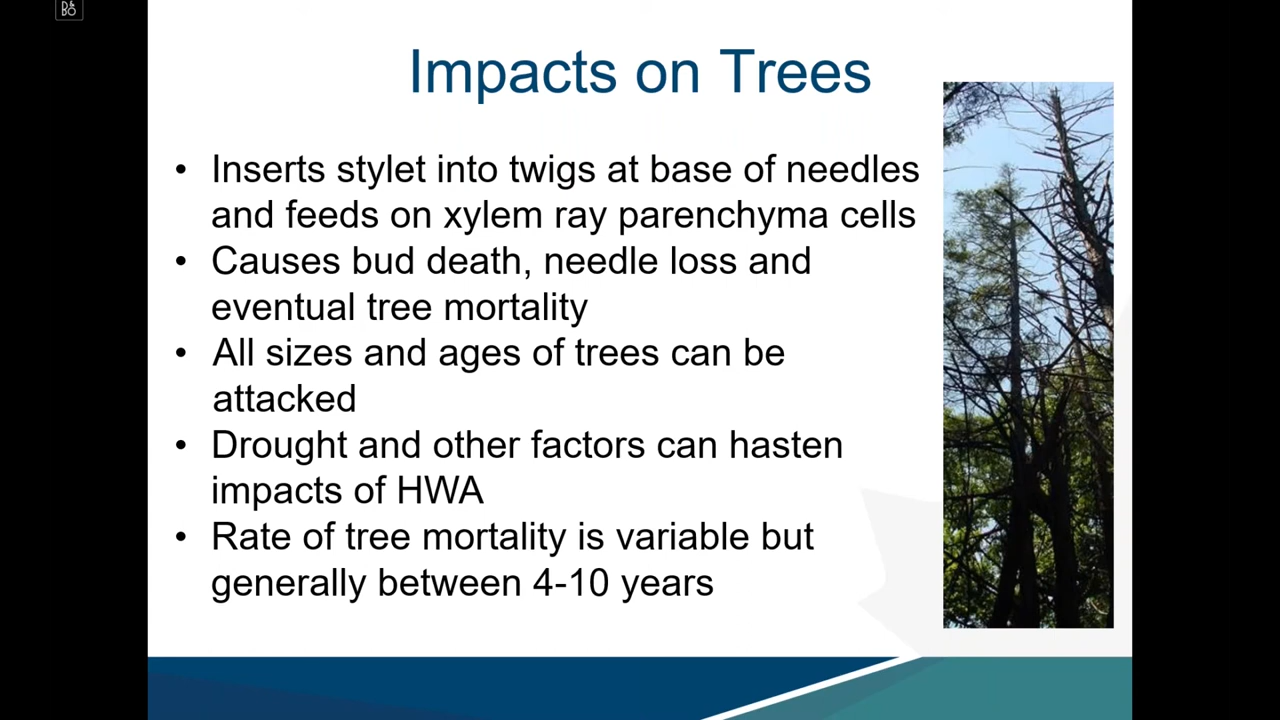 Impacts on Trees
• Inserts stylet into twigs at base of needles
and feeds on xylem ray parenchyma cells
• Causes bud death, needle loss and
eventual tree mortality
• All sizes and ages of trees can be
attacked
• Drought and other factors can hasten
impacts of HWA
• Rate of tree mortality is variable but
generally between 4-10 years